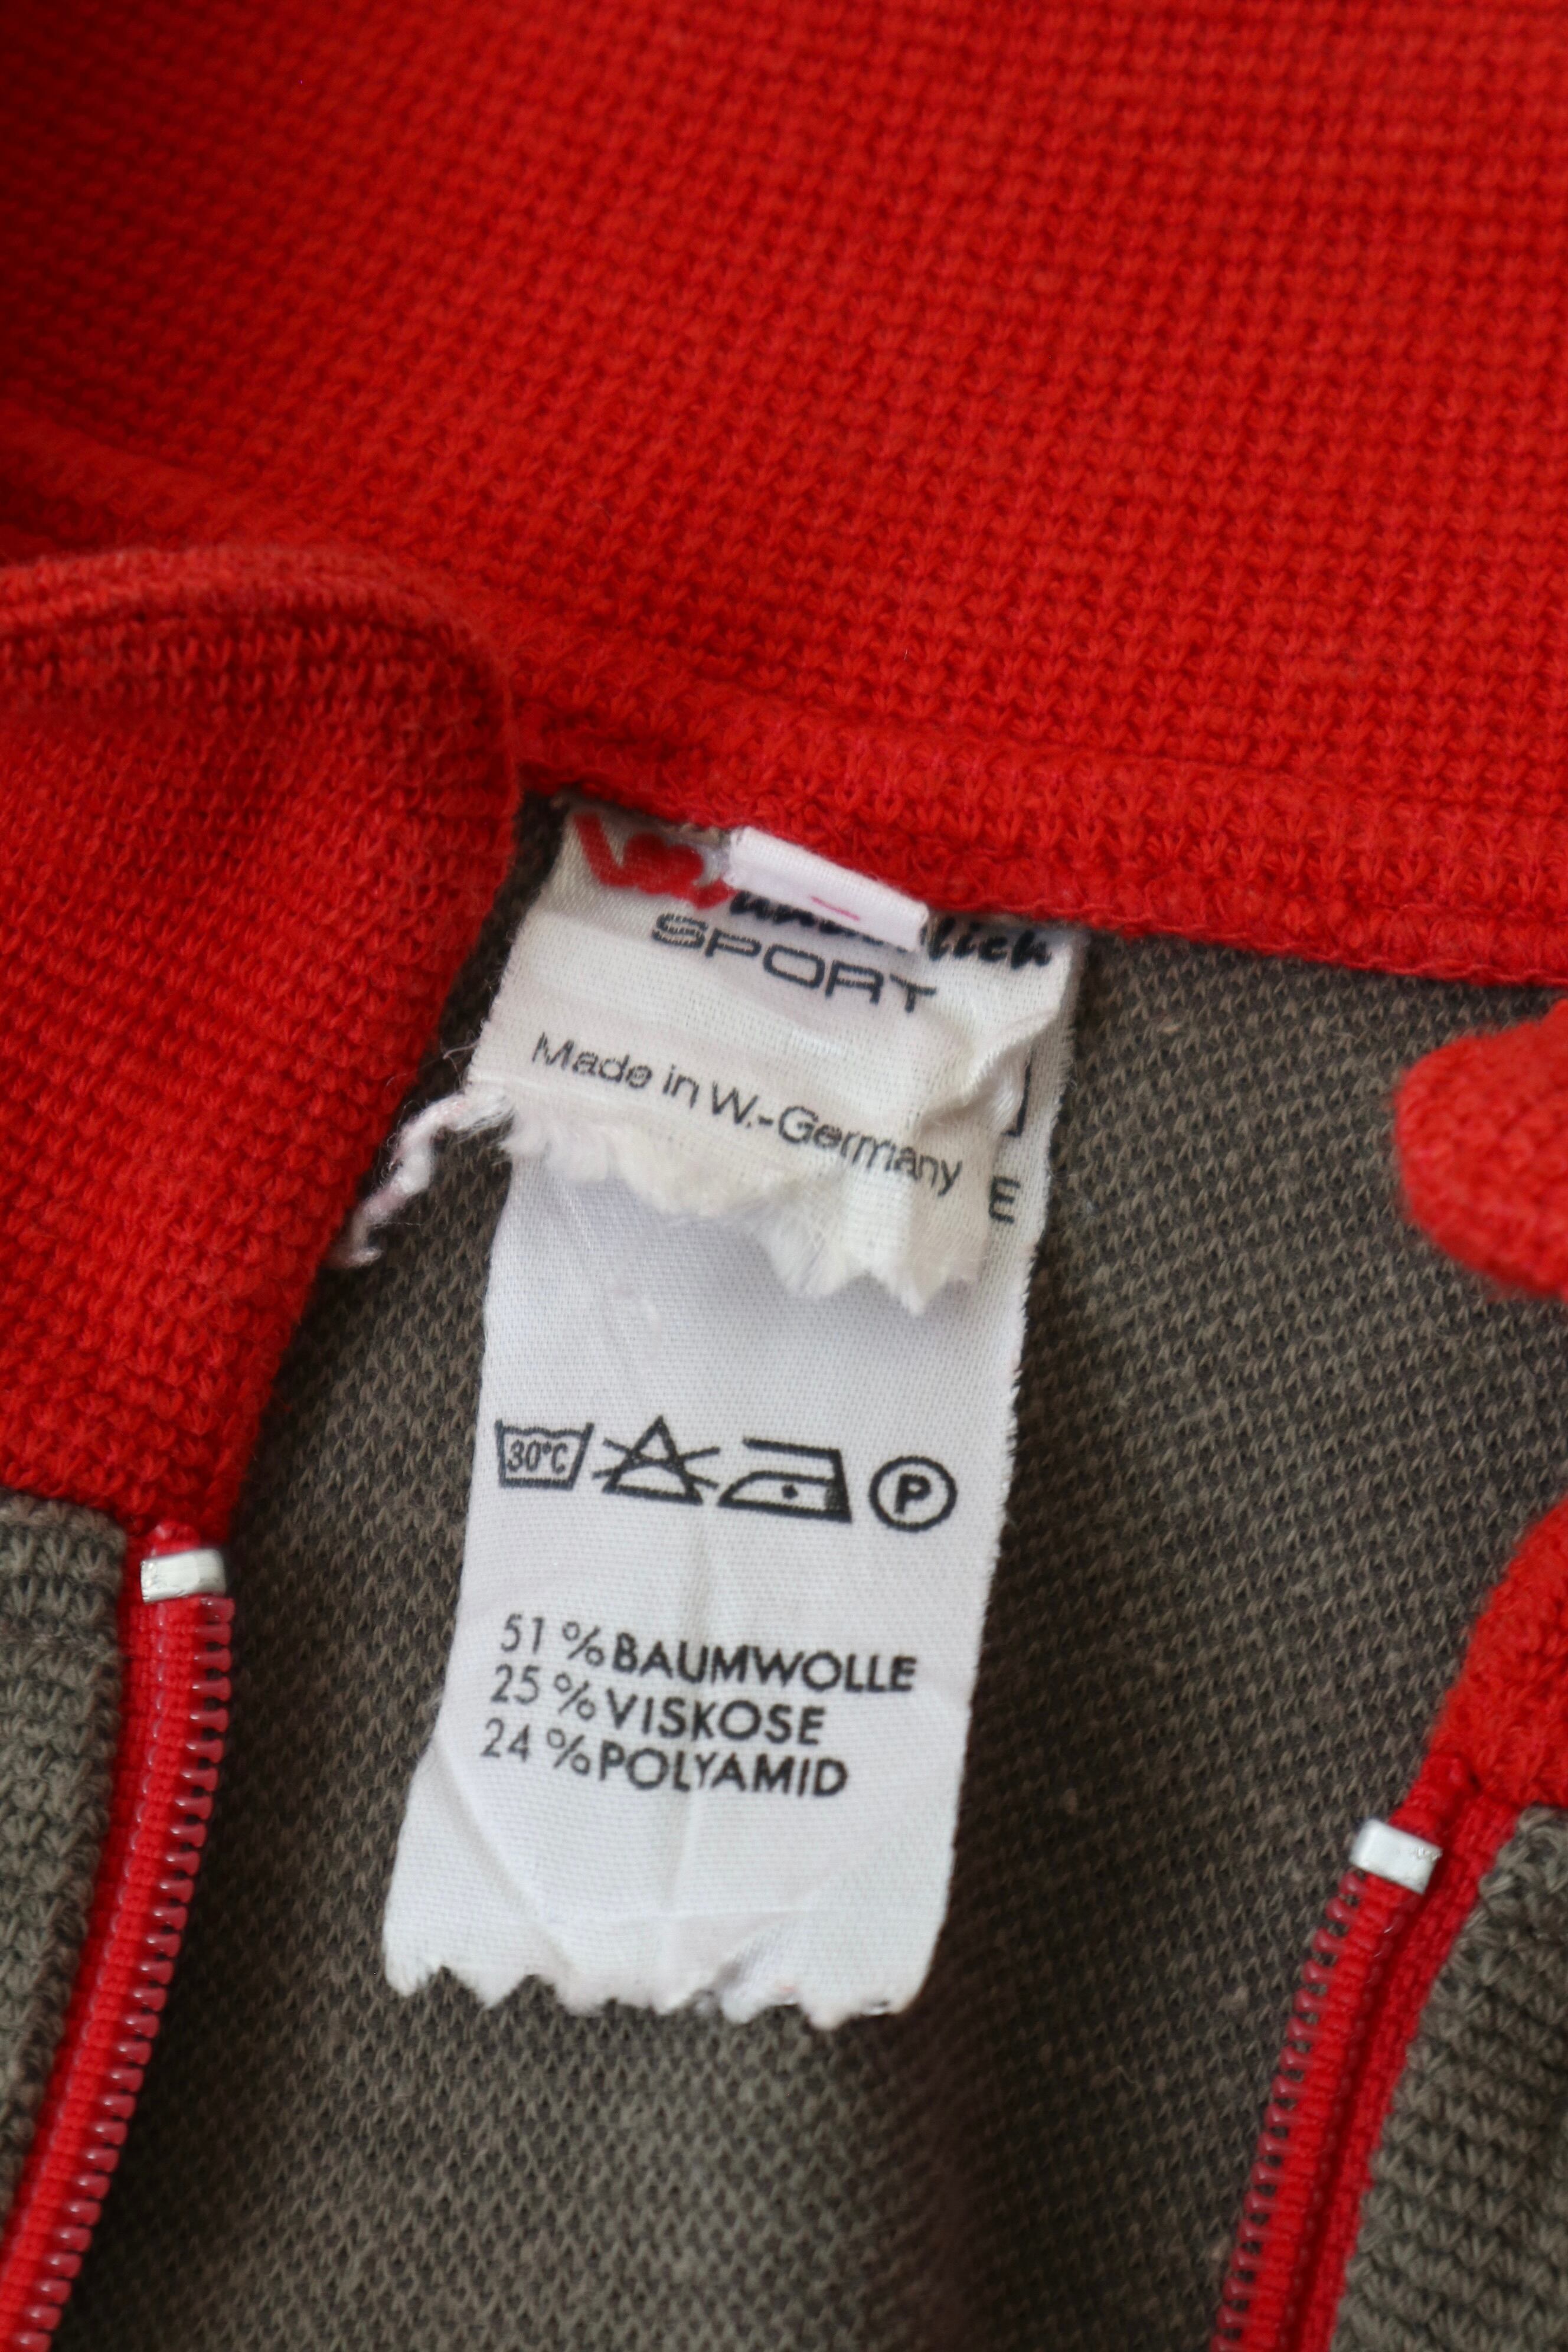 SPORT
Made in W.-Germany
E
30°C P
51 % BAUMWOLLE
25 % VISKOSE
24 % POLYAMID